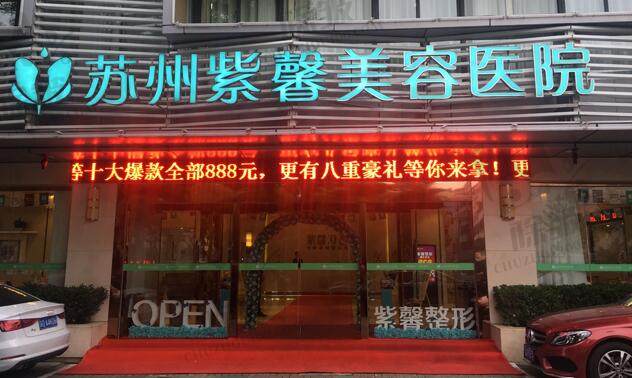 苏州紫馨美容医院
等十大爆款全部888元，更有八重豪礼等你来拿！更
OPEN
紫馨整形